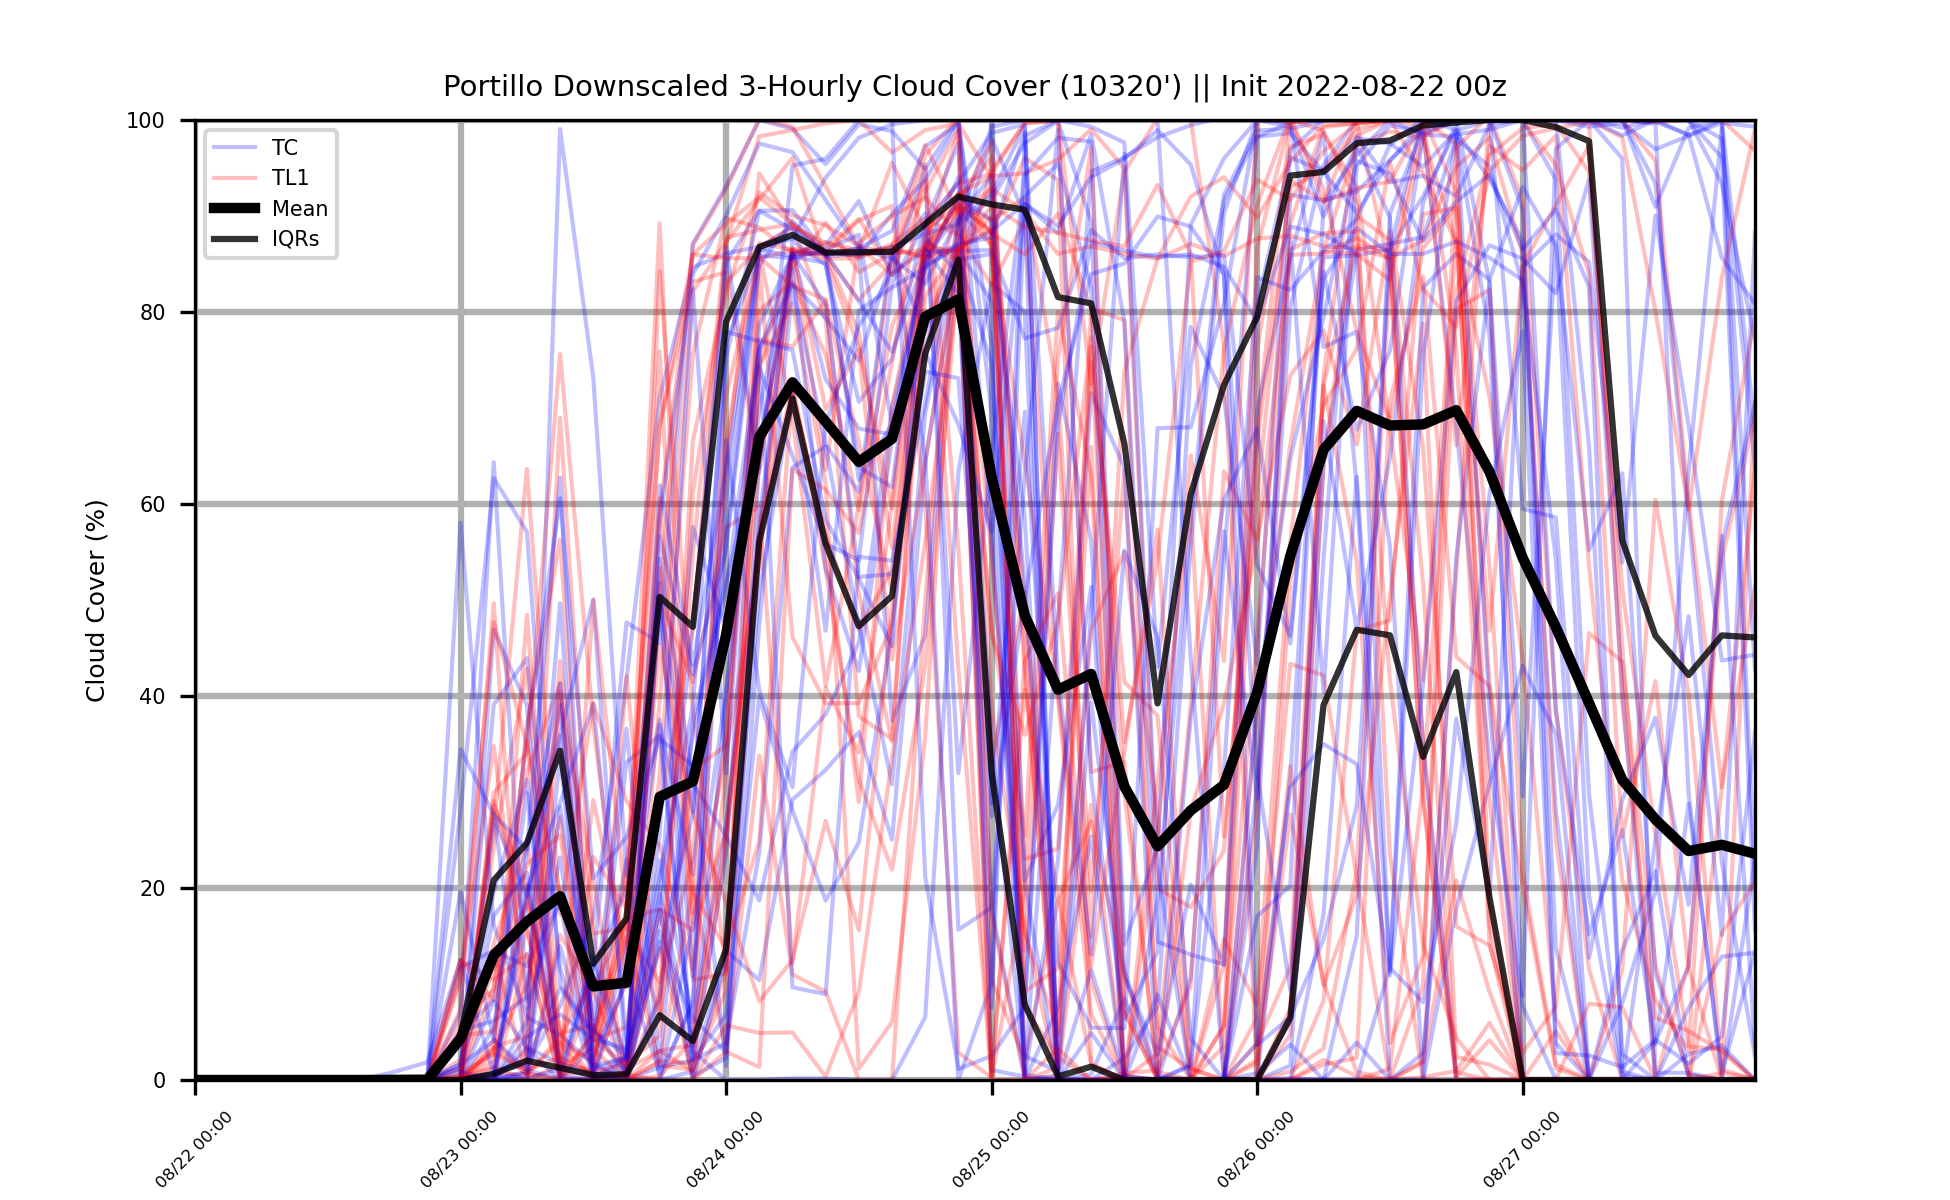 Portillo Downscaled 3-Hourly Cloud Cover (10320') || Init 2022-08-22 00z
TC
TL1
Mean
IQRs
Cloud Cover (%)
100
80
60
40
20
0
08/22 00:00
08/23 00:00
08/24 00:00
08/25 00:00
08/26 00:00
08/27 00:00